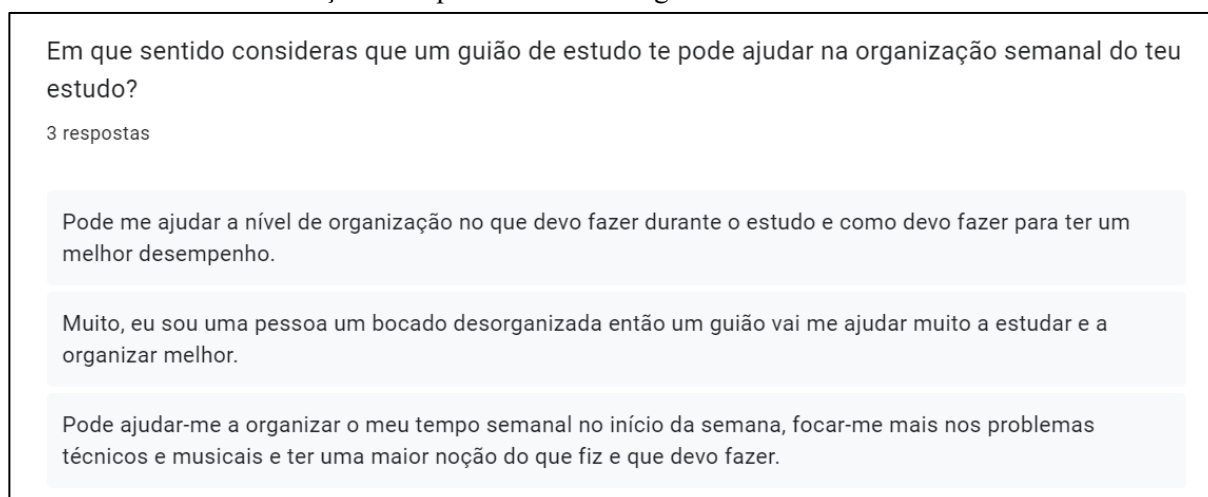 Em que sentido consideras que um guião de estudo te pode ajudar na organização semanal do teu
estudo?
3 respostas
Pode me ajudar a nível de organização no que devo fazer durante o estudo e como devo fazer para ter um
melhor desempenho.
Muito, eu sou uma pessoa um bocado desorganizada então um guião vai me ajudar muito a estudar e a
organizar melhor.
Pode ajudar-me a organizar o meu tempo semanal no início da semana, focar-me mais nos problemas
técnicos e musicais e ter uma maior noção do que fiz e que devo fazer.